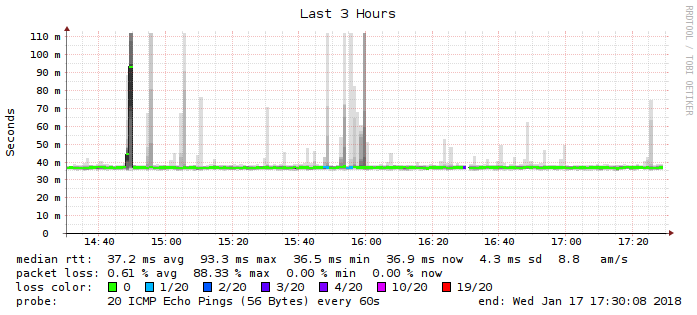 Last 3 Hours
RRDTOOL / TOBI OETIKER
Seconds
110 m
100 m
90 m
80 m
70 m
60 m
50 m
40 m
30 m
20 m
10 m
0
14:40 15:00 15:20 15:40 16:00 16:20 16:40 17:00 17:20
median rtt: 37.2 ms avg 93.3 ms max 36.5 ms min 36.9 ms now 4.3 ms sd 8.8 am/s
packet loss: 0.61 % avg 88.33 % max 0.00 % min 0.00 % now
loss color: 0 1/20 2/20 3/20 4/20 10/20 19/20
probe: 20 ICMP Echo Pings (56 Bytes) every 60s end: Wed Jan 17 17:30:08 2018